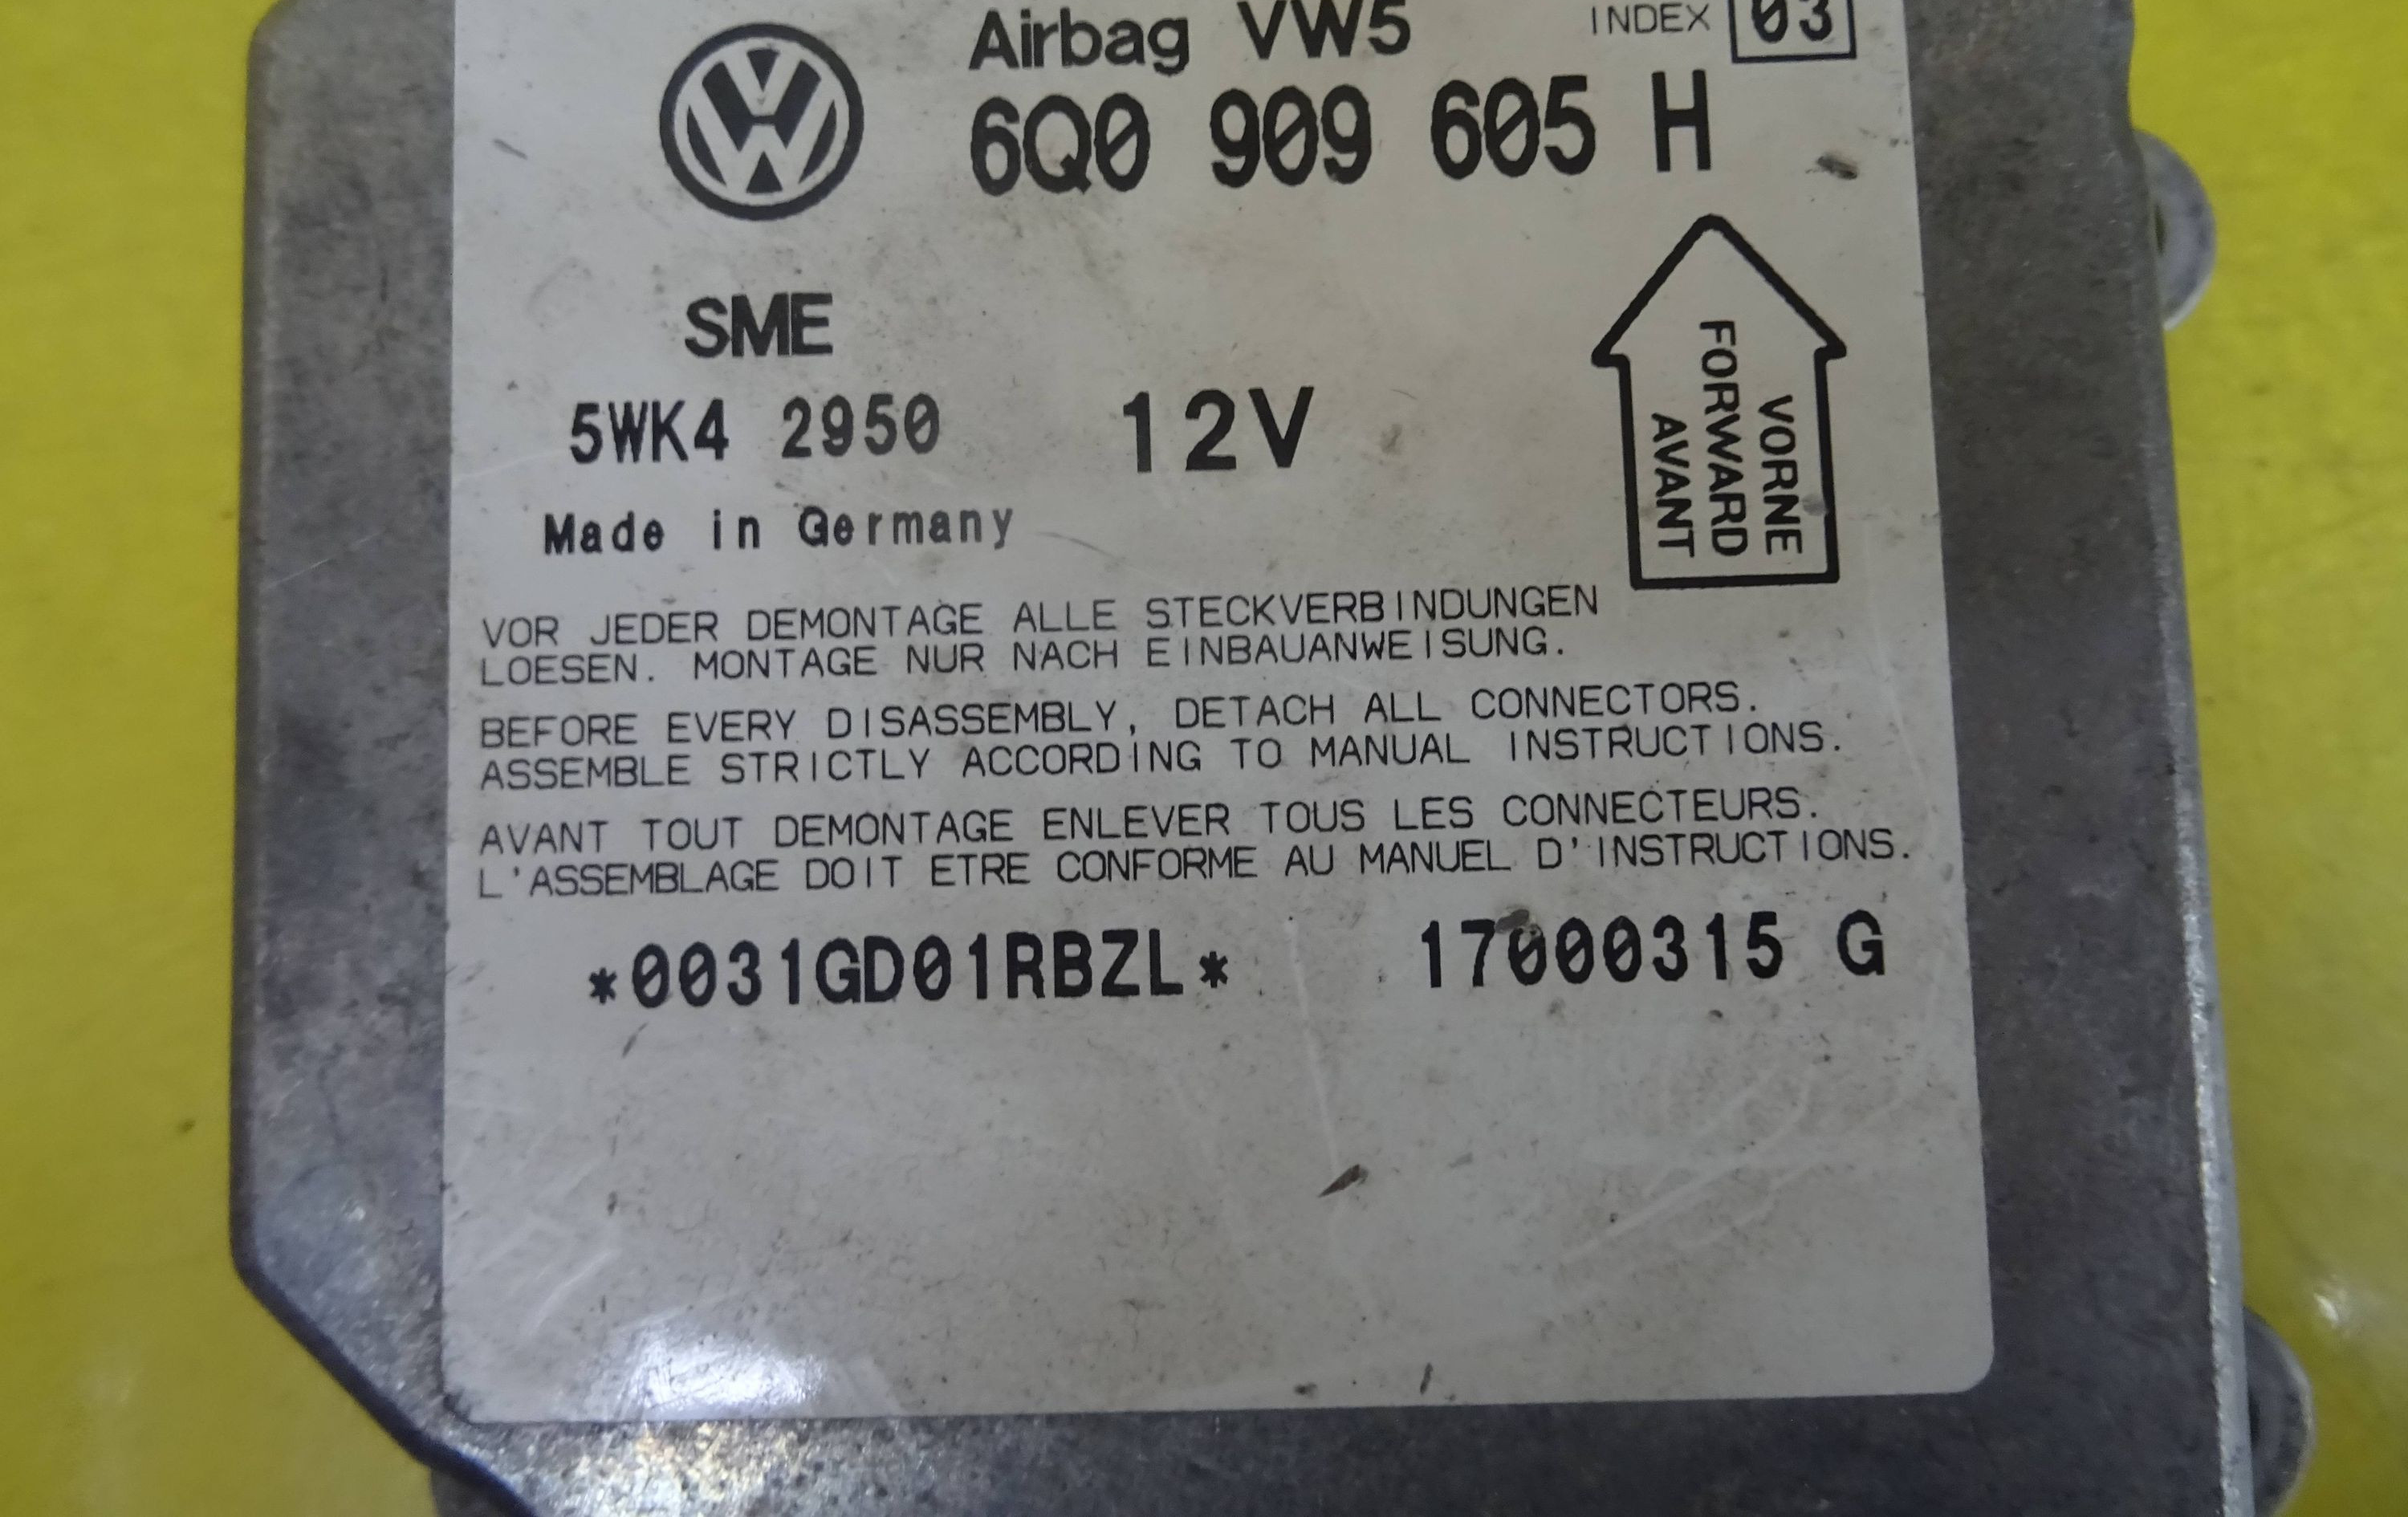 Airbag VW5 INDEX 03
6Q0 909 605 H
SME
5WK4 2950 12V
VORNE
FORWARD
AVANT
Made in Germany
VOR JEDER DEMONTAGE ALLE STECKVERBINDUNGEN
LOESEN. MONTAGE NUR NACH EINBAUANWEISUNG.
BEFORE EVERY DISASSEMBLY, DETACH ALL CONNECTORS.
ASSEMBLE STRICTLY ACCORDING TO MANUAL INSTRUCTIONS.
AVANT TOUT DEMONTAGE ENLEVER TOUS LES CONNECTEURS.
L'ASSEMBLAGE DOIT ETRE CONFORME AU MANUEL D'INSTRUCTIONS.
*0031GD01RBZL* 17000315 G